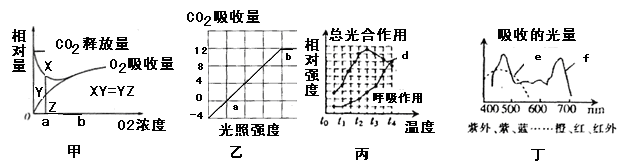 相对量
CO₂释放量
O₂吸收量
X
Y
Z
XY=YZ
0
a
b
O2浓度
甲
CO₂吸收量
12
8
4
0
-4
a
b
光照强度
乙
总光合作用
相对强度
d
呼吸作用
t₀ t₁ t₂ t₃ t₄
温度
丙
吸收的光量
e
f
400 500 600 700 nm
紫外、紫、蓝……橙、红、红外
丁